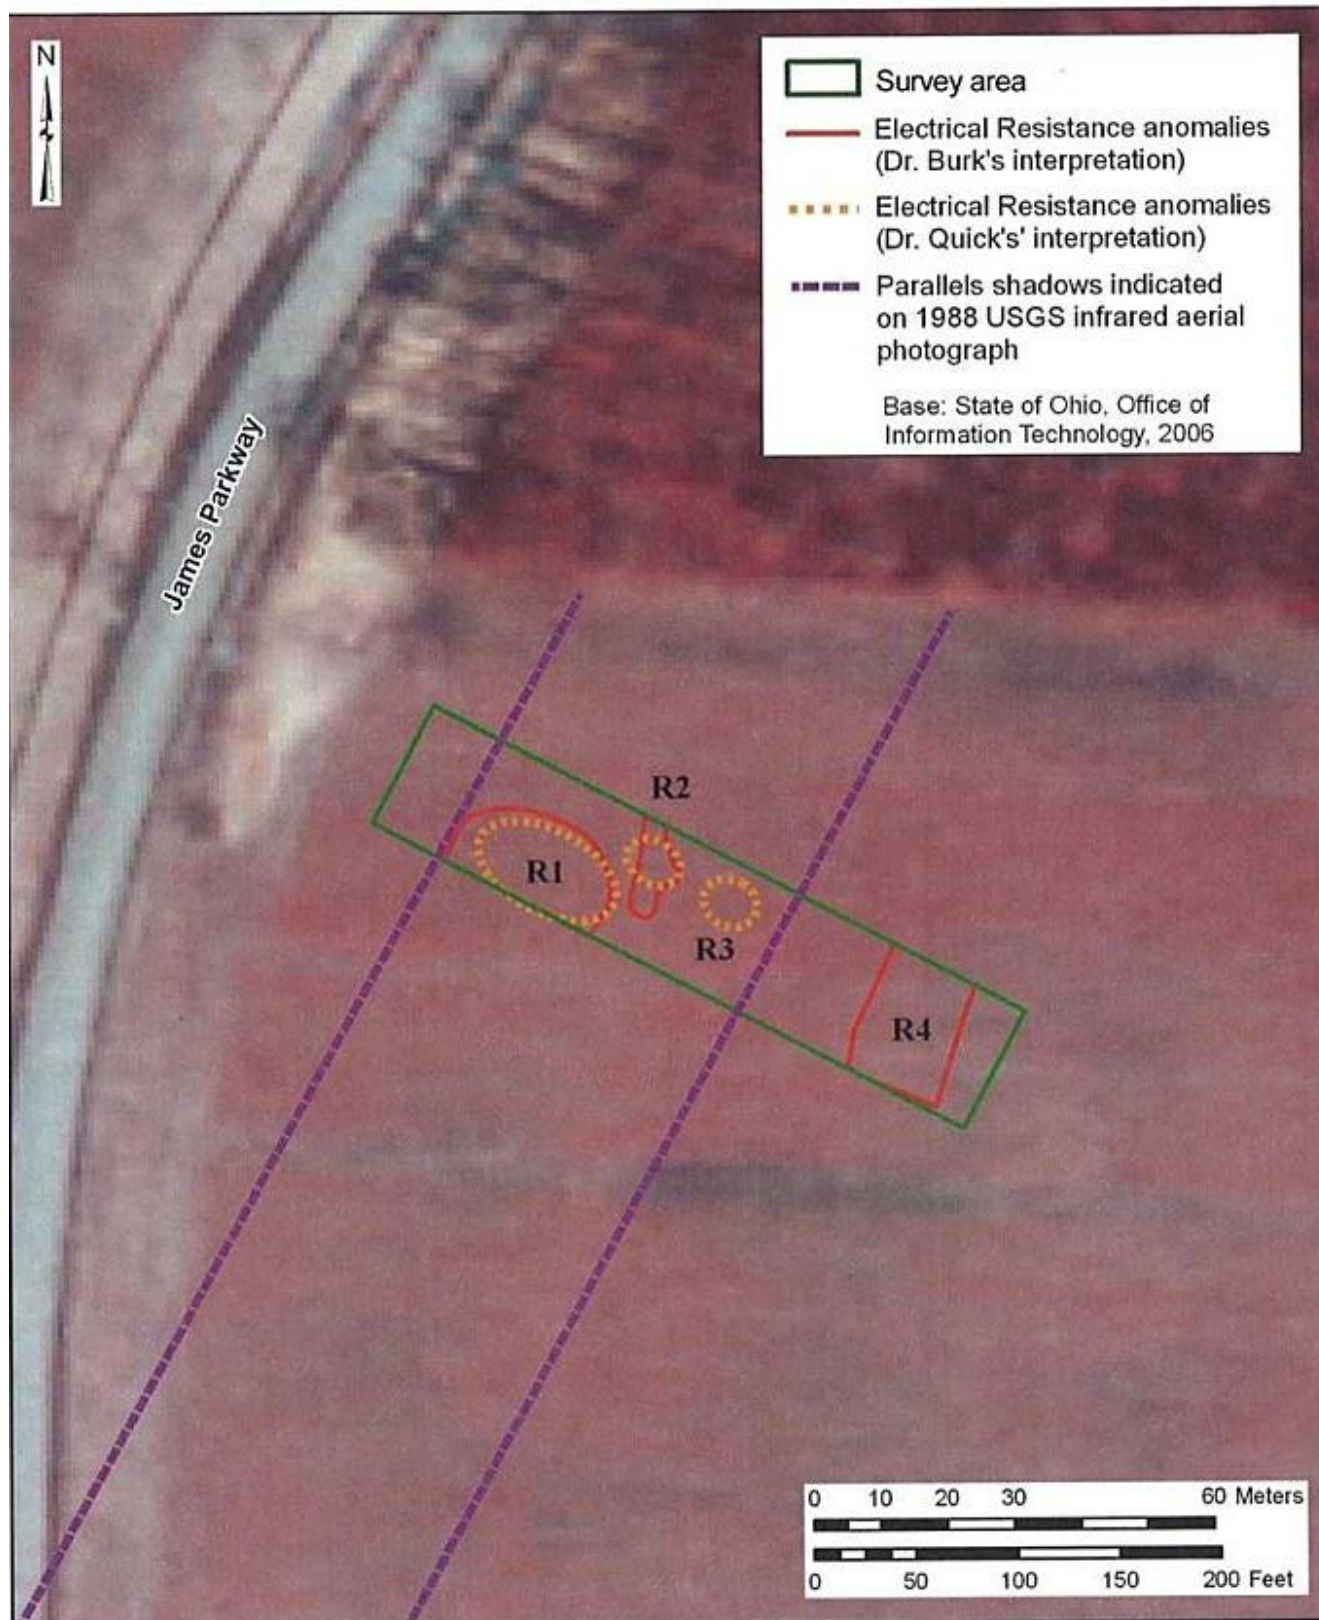 N
Survey area
Electrical Resistance anomalies
(Dr. Burk's interpretation)
Electrical Resistance anomalies
(Dr. Quick's' interpretation)
Parallels shadows indicated
on 1988 USGS infrared aerial
photograph
Base: State of Ohio, Office of
Information Technology, 2006
James Parkway
R2
R1
R3
R4
0 10 20 30 60 Meters
0 50 100 150 200 Feet